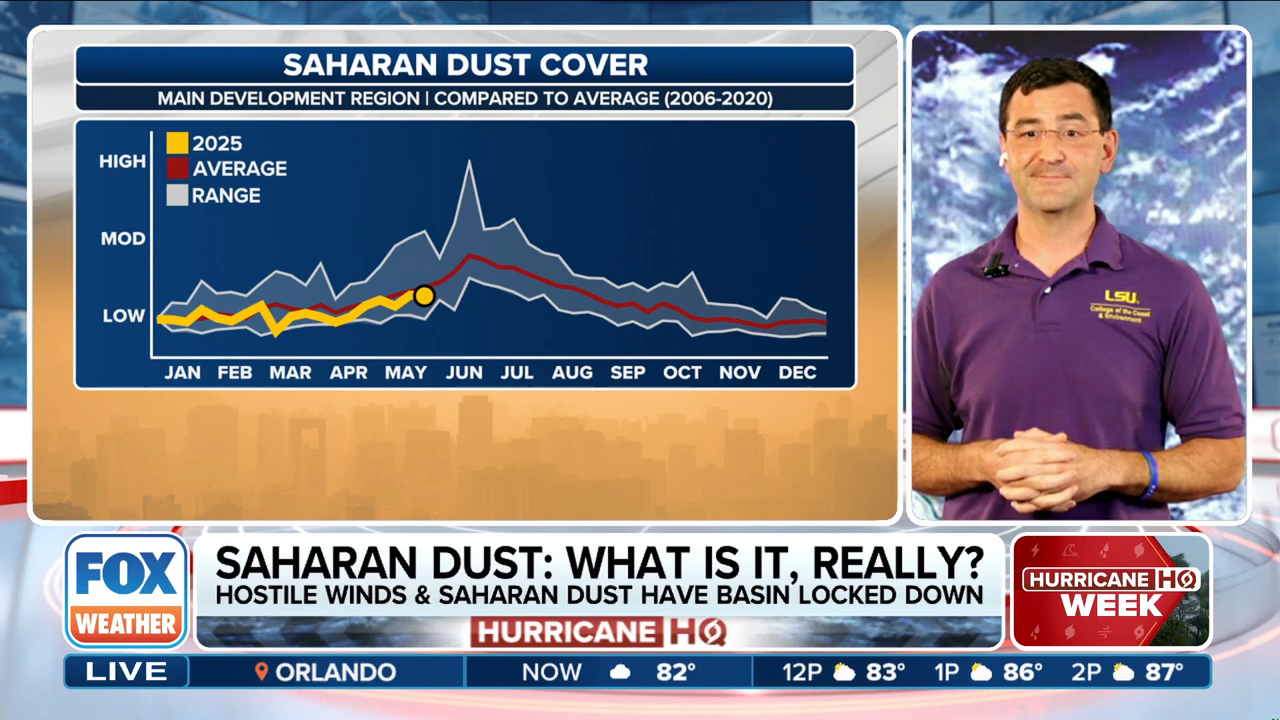 SAHARAN DUST COVER
MAIN DEVELOPMENT REGION | COMPARED TO AVERAGE (2006-2020)
2025
AVERAGE
RANGE
HIGH
MOD
LOW
JAN FEB MAR APR MAY JUN JUL AUG SEP OCT NOV DEC
LSU
College of the Coast
& Environment
FOX
WEATHER
SAHARAN DUST: WHAT IS IT, REALLY?
HOSTILE WINDS & SAHARAN DUST HAVE BASIN LOCKED DOWN
HURRICANE HQ
HURRICANE HQ
WEEK
LIVE ORLANDO NOW 82° 12P 83° 1P 86° 2P 87°